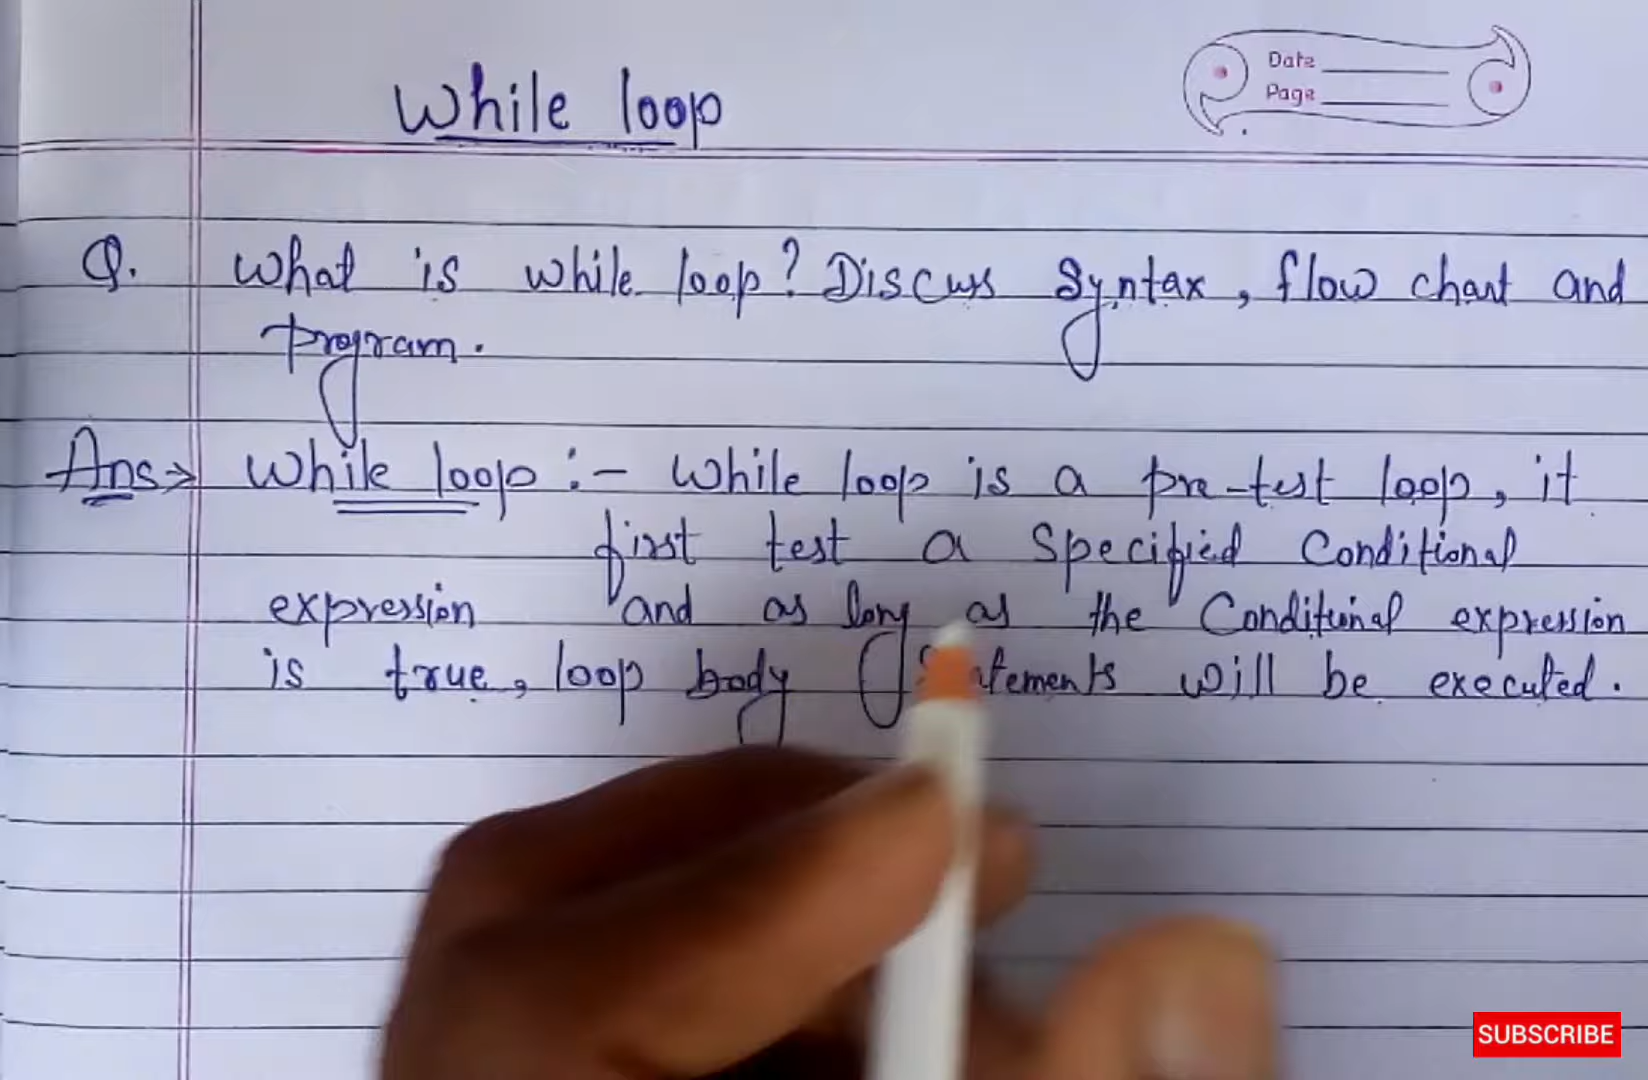 While loop
Date
Page
Q. What is while loop? Discuss Syntax, flow chart and
program.
Ans> While loop :- While loop is a pre-test loop, it
first test a specified conditional
expression and as long as the Conditional expression
is true, loop body statements will be executed.
SUBSCRIBE